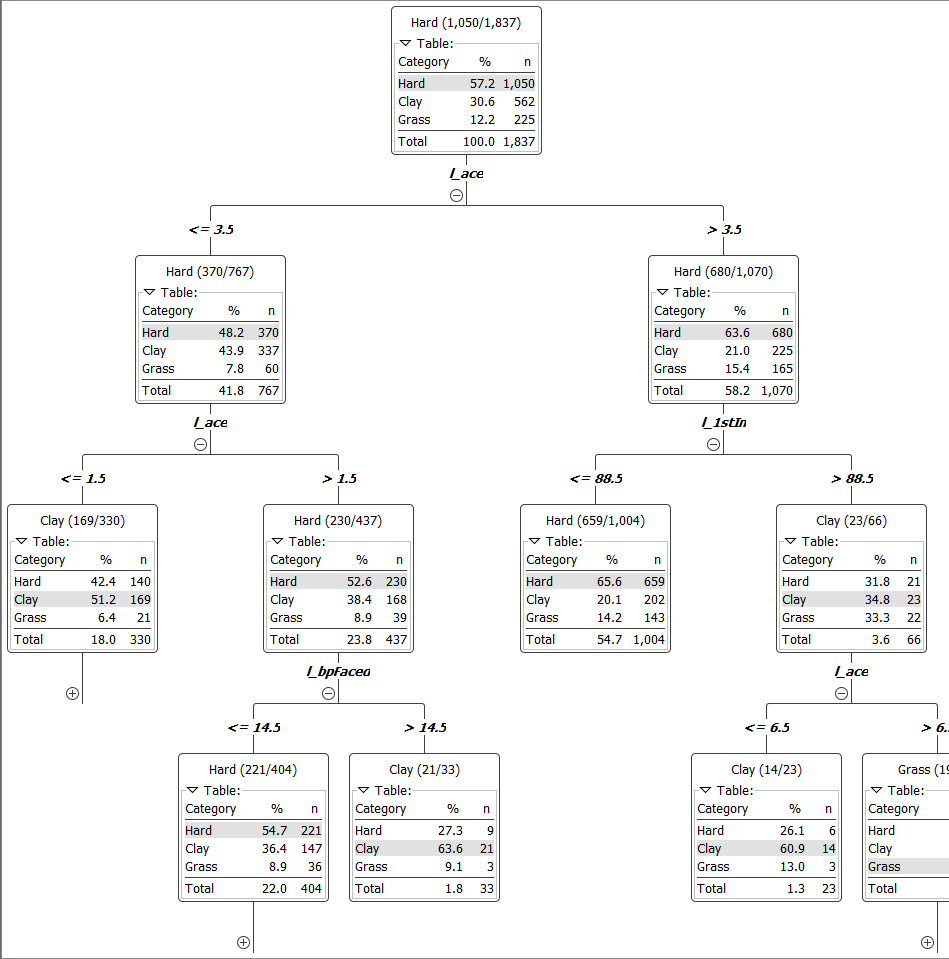 Hard (1,050/1,837)
Table:
Category % n
Hard 57.2 1,050
Clay 30.6 562
Grass 12.2 225
Total 100.0 1,837
l_ace
<= 3.5
> 3.5
Hard (370/767)
Table:
Category % n
Hard 48.2 370
Clay 43.9 337
Grass 7.8 60
Total 41.8 767
Hard (680/1,070)
Table:
Category % n
Hard 63.6 680
Clay 21.0 225
Grass 15.4 165
Total 58.2 1,070
l_ace
l_1stIn
<= 1.5
> 1.5
<= 88.5
> 88.5
Clay (169/330)
Table:
Category % n
Hard 42.4 140
Clay 51.2 169
Grass 6.4 21
Total 18.0 330
Hard (230/437)
Table:
Category % n
Hard 52.6 230
Clay 38.4 168
Grass 8.9 39
Total 23.8 437
Hard (659/1,004)
Table:
Category % n
Hard 65.6 659
Clay 20.1 202
Grass 14.2 143
Total 54.7 1,004
Clay (23/66)
Table:
Category % n
Hard 31.8 21
Clay 34.8 23
Grass 33.3 22
Total 3.6 66
l_bpFaced
l_ace
<= 14.5
> 14.5
<= 6.5
> 6.
Hard (221/404)
Table:
Category % n
Hard 54.7 221
Clay 36.4 147
Grass 8.9 36
Total 22.0 404
Clay (21/33)
Table:
Category % n
Hard 27.3 9
Clay 63.6 21
Grass 9.1 3
Total 1.8 33
Clay (14/23)
Table:
Category % n
Hard 26.1 6
Clay 60.9 14
Grass 13.0 3
Total 1.3 23
Grass (19
Table:
Category
Hard
Clay
Grass
Total